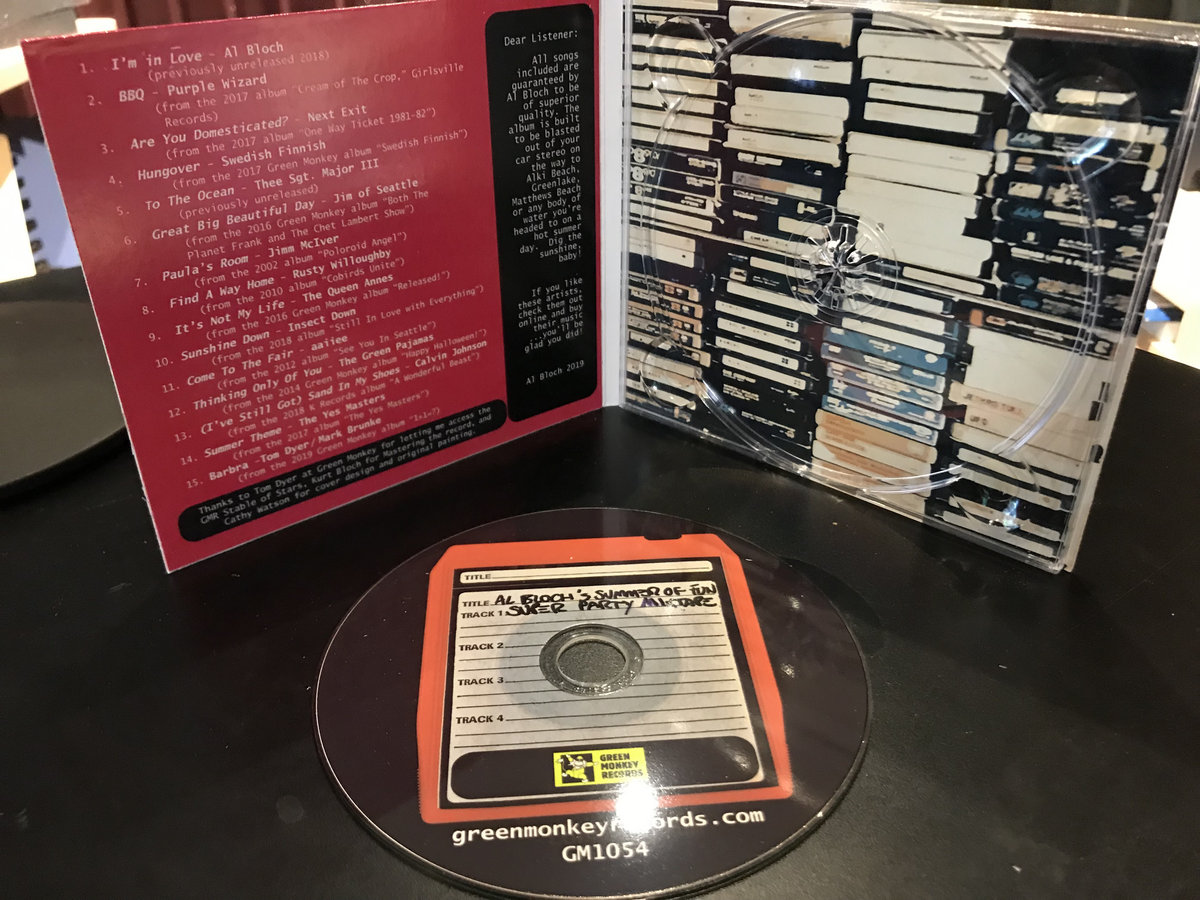 1. I'm in Love - Al Bloch
(previously unreleased 2018)
2. BBQ - Purple Wizard
(from the 2017 album "Cream of The Crop," Girlsville
Records)
3. Are You Domesticated? - Next Exit
(from the 2017 album "One Way Ticket 1981-82")
4. Hungover - Swedish Finnish
(from the 2017 Green Monkey album "Swedish Finnish")
5. To The Ocean - Thee Sgt. Major III
(previously unreleased)
6. Great Big Beautiful Day - Jim of Seattle
(from the 2016 Green Monkey album "Both The
Planet Frank and The Chet Lambert Show")
7. Paula's Room - Jimm McIver
(from the 2002 album "Poloroid Angel")
8. Find A Way Home - Rusty Willoughby
(from the 2010 album "Cobirds Unite")
9. It's Not My Life - The Queen Annes
(from the 2016 Green Monkey album "Released!")
10. Sunshine Down - Insect Down
(from the 2018 album "Still In Love with Everything")
11. Come To The Fair - aaiiee
(from the 2012 album "See You In Seattle")
12. Thinking Only Of You - The Green Pajamas
(from the 2014 Green Monkey album "Happy Halloween!")
13. (I've Still Got) Sand In My Shoes - Calvin Johnson
(from the 2018 K Records album "A Wonderful Beast")
14. Summer Theme - The Yes Masters
(from the 2017 album "The Yes Masters")
15. Barbra -Tom Dyer/Mark Brunke
(from the 2019 Green Monkey album "1+1=?)
Thanks to Tom Dyer at Green Monkey for letting me access the
GMR Stable of Stars, Kurt Bloch for Mastering the record, and
Cathy Watson for cover design and original painting.
Dear Listener:
All songs
included are
guaranteed by
Al Bloch to be
of superior
quality. The
album is built
to be blasted
out of your
car stereo on
the way to
Alki Beach,
Greenlake,
Matthews Beach
or any body of
water you're
headed to on a
hot summer
day. Dig the
sunshine,
baby!
If you like
these artists,
check them out
online and buy
their music
...you'll be
glad you did!
Al Bloch 2019
TITLE
TITLE AL BLOCH'S SUMMER OF FUN
TRACK 1 SUPER PARTY MIXTAPE
TRACK 2
TRACK 3
TRACK 4
GREEN
MONKEY
RECORDS
greenmonkeyrecords.com
GM1054